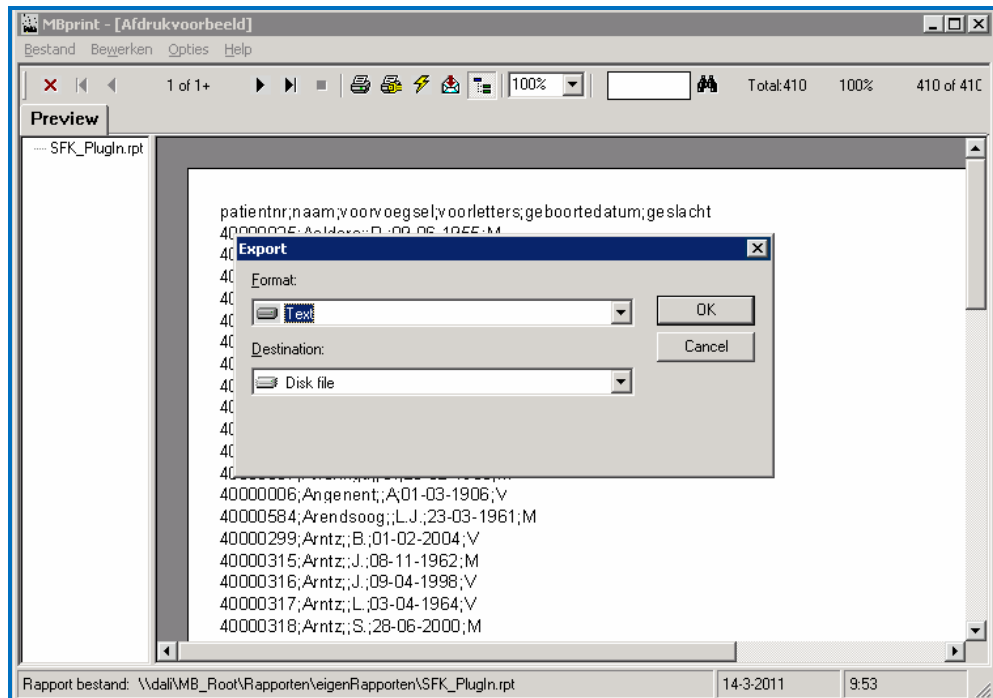 MBprint - [Afdrukvoorbeeld]
Bestand Bewerken Opties Help
1 of 1+ 100% Total:410 100% 410 of 410
Preview
SFK_PlugIn.rpt
patientnr;naam;voorvoegsel;voorletters;geboortedatum;geslacht
Export
Format:
Text
OK
Destination:
Cancel
Disk file
40000006;Angenent;;A;01-03-1906;V
40000584;Arendsoog;;L.J.;23-03-1961;M
40000299;Arntz;;B.;01-02-2004;V
40000315;Arntz;;J.;08-11-1962;M
40000316;Arntz;;J.;09-04-1998;V
40000317;Arntz;;L.;03-04-1964;V
40000318;Arntz;;S.;28-06-2000;M
Rapport bestand: \\dali\MB_Root\Rapporten\eigenRapporten\SFK_PlugIn.rpt 14-3-2011 9:53